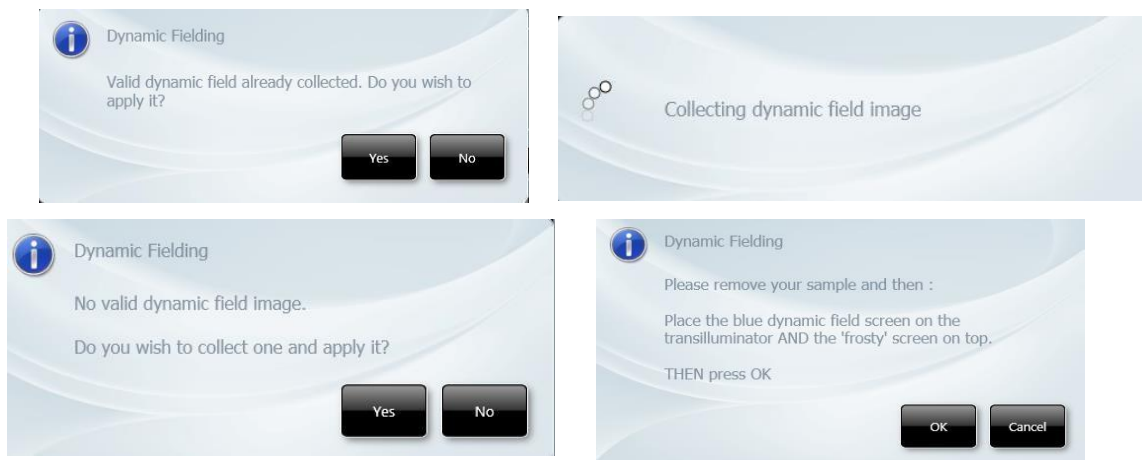 Dynamic Fielding
Valid dynamic field already collected. Do you wish to
apply it?
Yes
No
Collecting dynamic field image
Dynamic Fielding
No valid dynamic field image.
Do you wish to collect one and apply it?
Yes
No
Dynamic Fielding
Please remove your sample and then :
Place the blue dynamic field screen on the
transilluminator AND the 'frosty' screen on top.
THEN press OK
OK
Cancel